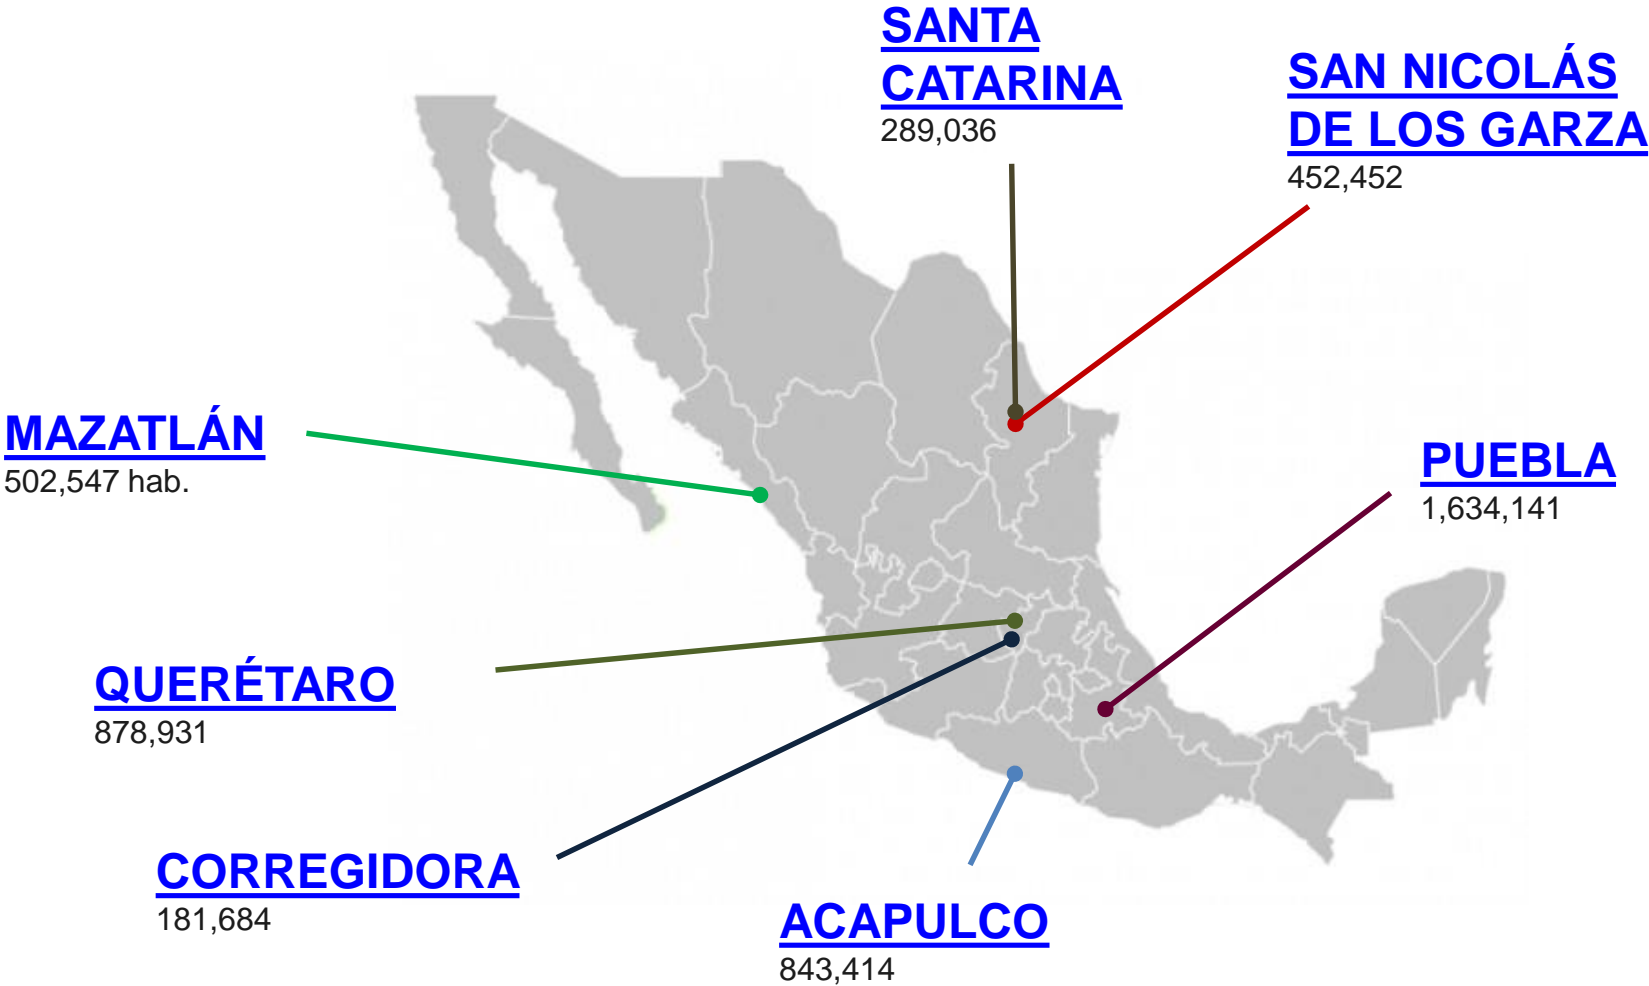 SANTA
CATARINA
289,036
SAN NICOLÁS
DE LOS GARZA
452,452
MAZATLÁN
502,547 hab.
PUEBLA
1,634,141
QUERÉTARO
878,931
CORREGIDORA
181,684
ACAPULCO
843,414